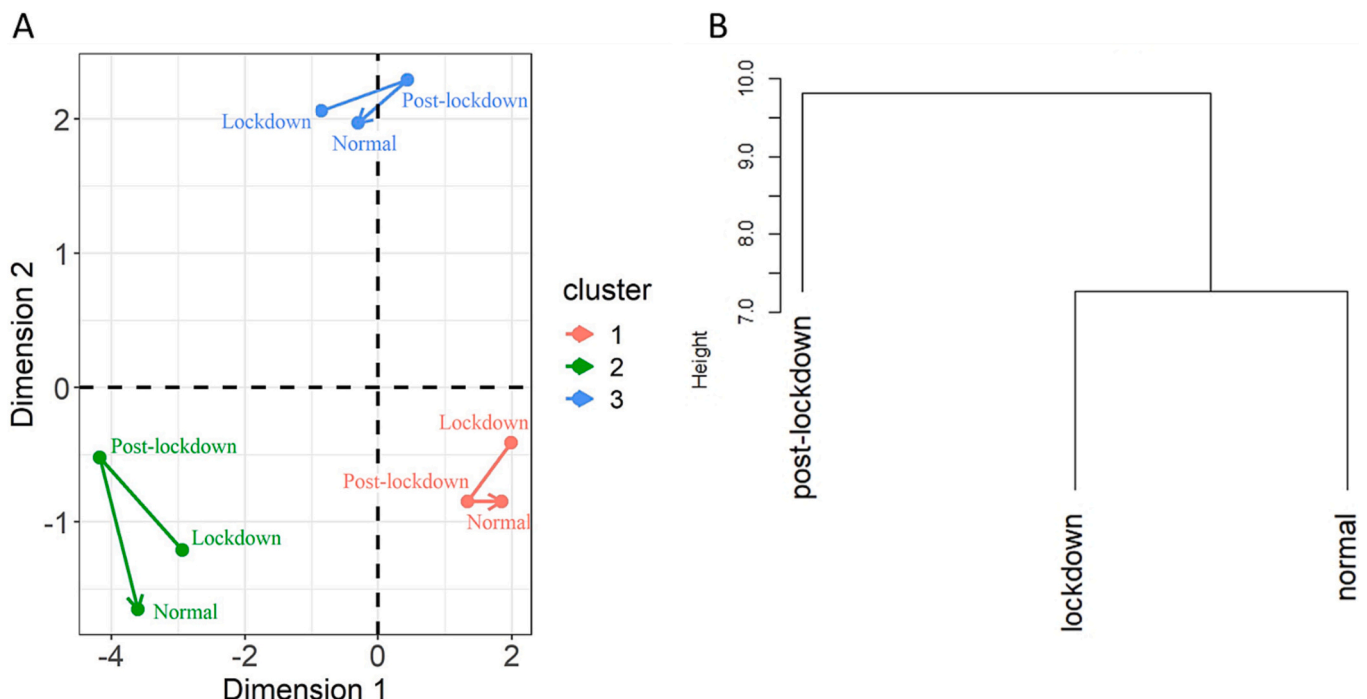 A
Dimension 2
2
1
0
-1
-4
-2
0
2
Dimension 1
Lockdown
Post-lockdown
Normal
Post-lockdown
Lockdown
Normal
Lockdown
Post-lockdown
Normal
cluster
1
2
3
B
Height
10.0
9.0
8.0
7.0
post-lockdown
lockdown
normal